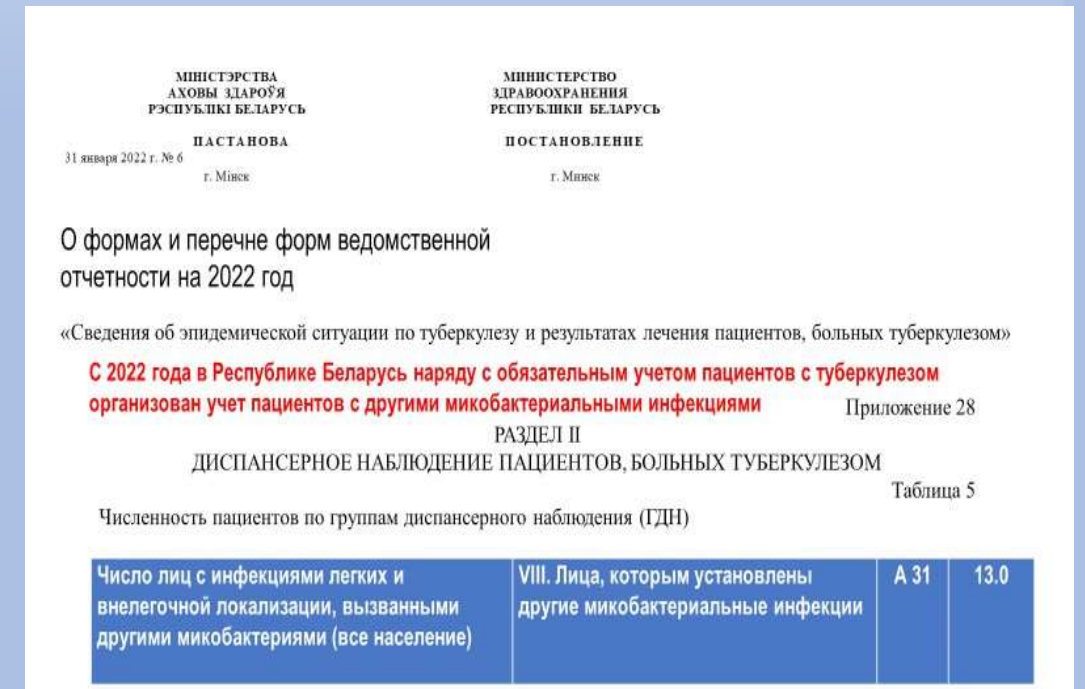 МІНІСТЭРСТВА
АХОВЫ ЗДАРОЎЯ
РЭСПУБЛІКІ БЕЛАРУСЬ
ПАСТАНОВА
31 января 2022 г. № 6
г. Мінск
МИНИСТЕРСТВО
ЗДРАВООХРАНЕНИЯ
РЕСПУБЛИКИ БЕЛАРУСЬ
ПОСТАНОВЛЕНИЕ
г. Минск
О формах и перечне форм ведомственной
отчетности на 2022 год
«Сведения об эпидемической ситуации по туберкулезу и результатах лечения пациентов, больных туберкулезом»
С 2022 года в Республике Беларусь наряду с обязательным учетом пациентов с туберкулезом
организован учет пациентов с другими микобактериальными инфекциями
Приложение 28
РАЗДЕЛ II
ДИСПАНСЕРНОЕ НАБЛЮДЕНИЕ ПАЦИЕНТОВ, БОЛЬНЫХ ТУБЕРКУЛЕЗОМ
Таблица 5
Численность пациентов по группам диспансерного наблюдения (ГДН)
Число лиц с инфекциями легких и
внелегочной локализации, вызванными
другими микобактериями (все население)
VIII. Лица, которым установлены
другие микобактериальные инфекции
А 31
13.0